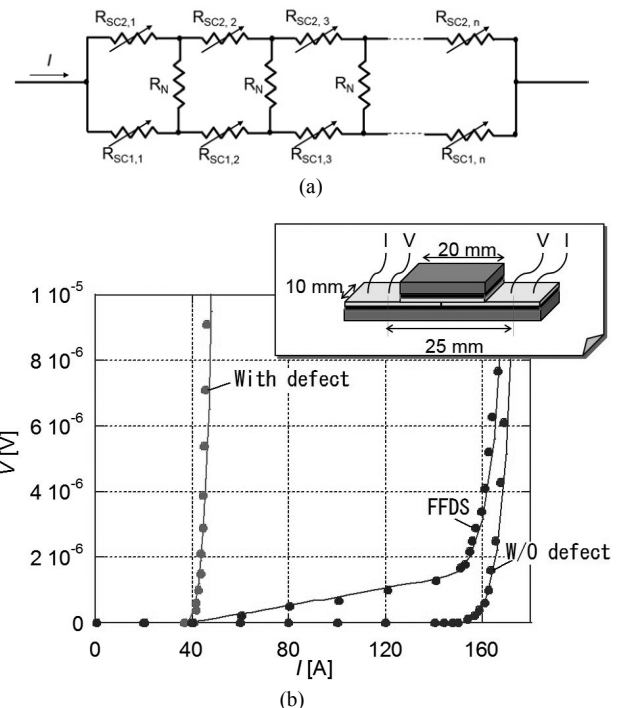 R_SC2,1 R_SC2, 2 R_SC2, 3 R_SC2, n
I
R_N R_N R_N
R_SC1,1 R_SC1,2 R_SC1,3 R_SC1, n
(a)
I V 20 mm V I
10 mm
25 mm
1 10^-5
8 10^-6
With defect
6 10^-6
V [V]
4 10^-6
FFDS
2 10^-6
W/O defect
0
0 40 80 120 160
I [A]
(b)